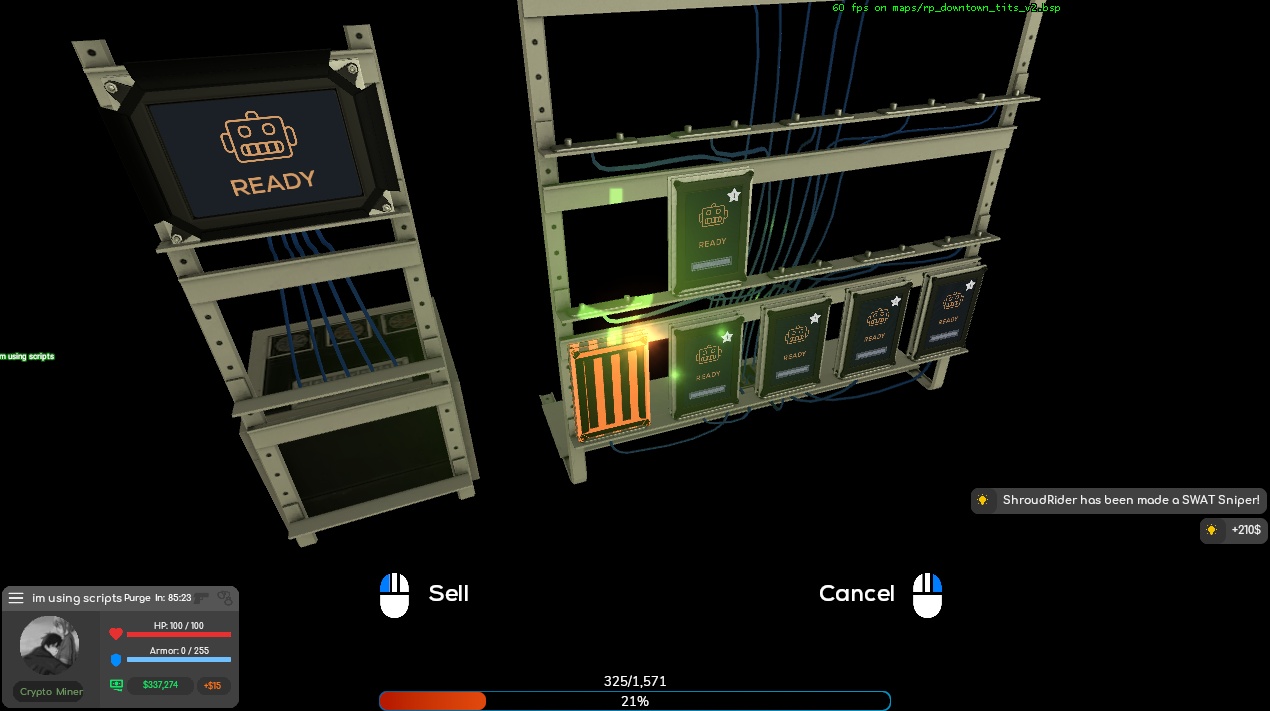 60 fps on maps/rp_downtown_tits_v2.bsp
READY
READY
READY
READY
READY
READY
m using scripts
ShroudRider has been made a SWAT Sniper!
+210$
Sell
Cancel
im using scripts Purge In: 85:23
HP: 100 / 100
Armor: 0 / 255
$337,274 +$15
Crypto Miner
325/1,571
21%